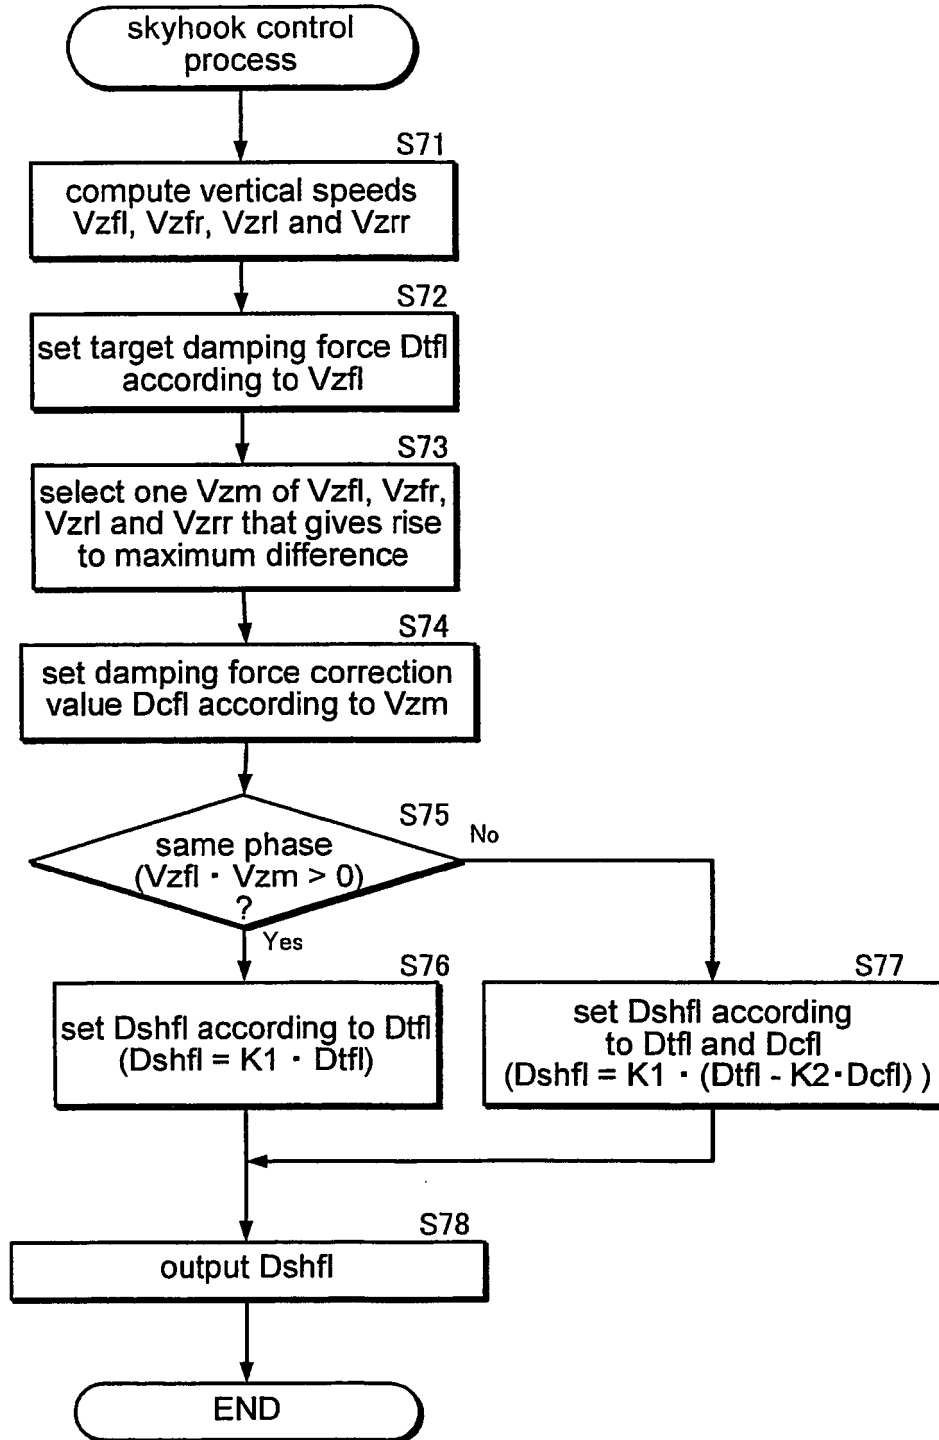 skyhook control
process
S71
compute vertical speeds
Vzfl, Vzfr, Vzrl and Vzrr
S72
set target damping force Dtfl
according to Vzfl
S73
select one Vzm of Vzfl, Vzfr,
Vzrl and Vzrr that gives rise
to maximum difference
S74
set damping force correction
value Dcfl according to Vzm
S75
same phase
(Vzfl · Vzm > 0)
?
No
Yes
S76
set Dshfl according to Dtfl
(Dshfl = K1 · Dtfl)
S77
set Dshfl according
to Dtfl and Dcfl
(Dshfl = K1 · (Dtfl - K2·Dcfl) )
S78
output Dshfl
END